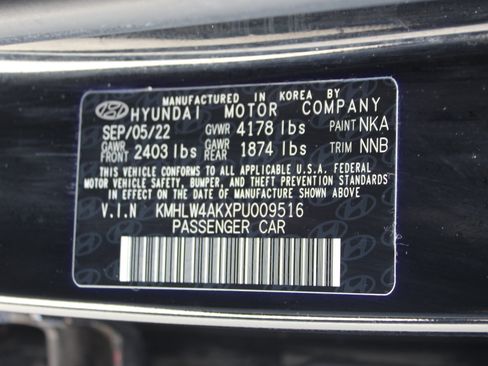 MANUFACTURED IN KOREA BY
HYUNDAI MOTOR COMPANY
SEP/05/22 GVWR 4178 lbs PAINT NKA
GAWR FRONT 2403 lbs GAWR REAR 1874 lbs TRIM NNB
THIS VEHICLE CONFORMS TO ALL APPLICABLE U.S.A. FEDERAL
MOTOR VEHICLE SAFETY, BUMPER, AND THEFT PREVENTION
STANDARDS IN EFFECT ON THE DATE OF MANUFACTURE SHOWN ABOVE.
V.I.N KMHLW4AKXPU009516
PASSENGER CAR